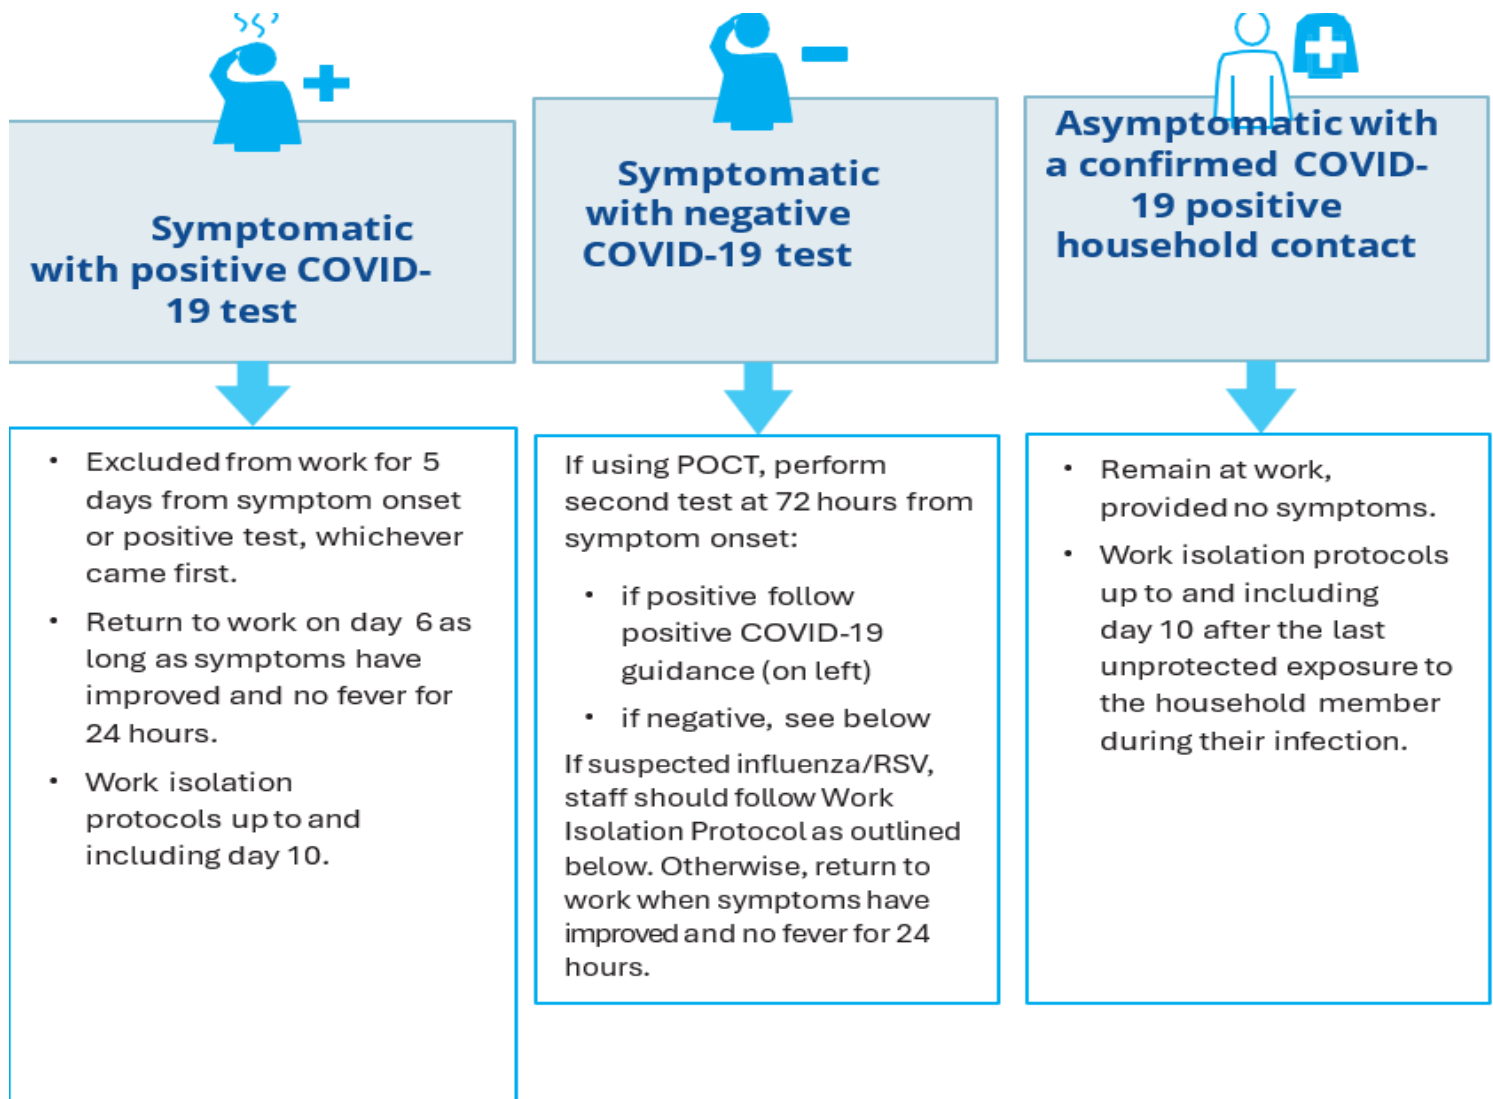 Symptomatic
with positive COVID-
19 test
Excluded from work for 5
days from symptom onset
or positive test, whichever
came first.
Return to work on day 6 as
long as symptoms have
improved and no fever for
24 hours.
Work isolation
protocols up to and
including day 10.
Symptomatic
with negative
COVID-19 test
If using POCT, perform
second test at 72 hours from
symptom onset:
if positive follow
positive COVID-19
guidance (on left)
if negative, see below
If suspected influenza/RSV,
staff should follow Work
Isolation Protocol as outlined
below. Otherwise, return to
work when symptoms have
improved and no fever for 24
hours.
Asymptomatic with
a confirmed COVID-
19 positive
household contact
Remain at work,
provided no symptoms.
Work isolation protocols
up to and including
day 10 after the last
unprotected exposure to
the household member
during their infection.